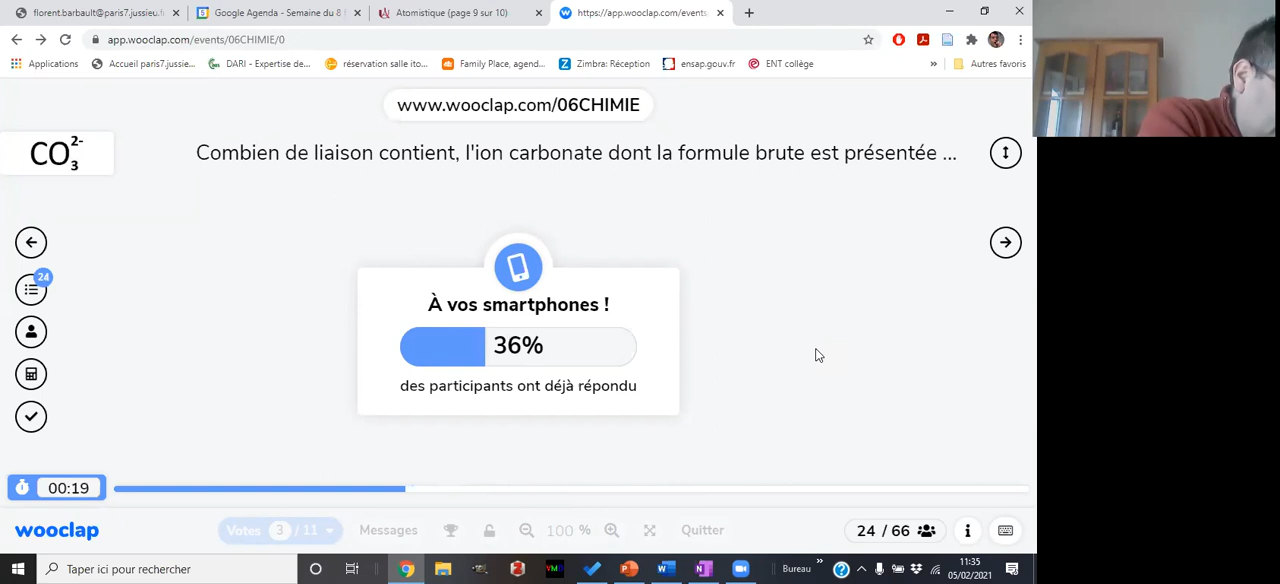 florent.barbault@paris7.jussieu.f
Google Agenda - Semaine du 8 f
Atomistique (page 9 sur 10)
https://app.wooclap.com/events
app.wooclap.com/events/06CHIMIE/0
Applications
Accueil paris7.jussie...
DARI - Expertise de...
réservation salle ito...
Family Place, agend...
Zimbra: Réception
ensap.gouv.fr
ENT collège
»
Autres favoris
www.wooclap.com/06CHIMIE
CO₃²⁻
Combien de liaison contient, l'ion carbonate dont la formule brute est présentée ...
24
À vos smartphones !
36%
des participants ont déjà répondu
00:19
wooclap
Votes 3 / 11
Messages
100 %
Quitter
24 / 66
Taper ici pour rechercher
Bureau
»
11:35
05/02/2021